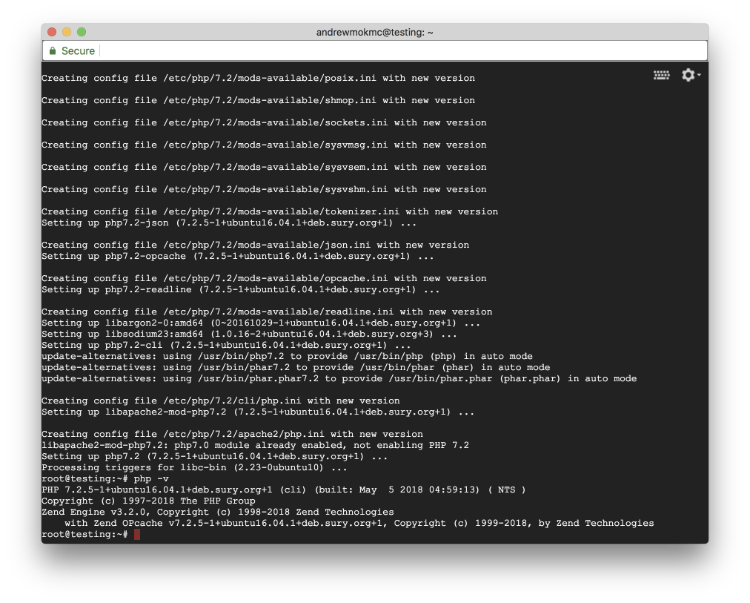 andrewmokmc@testing: ~
Secure
Creating config file /etc/php/7.2/mods-available/posix.ini with new version
Creating config file /etc/php/7.2/mods-available/shmop.ini with new version
Creating config file /etc/php/7.2/mods-available/sockets.ini with new version
Creating config file /etc/php/7.2/mods-available/sysvmsg.ini with new version
Creating config file /etc/php/7.2/mods-available/sysvsem.ini with new version
Creating config file /etc/php/7.2/mods-available/sysvshm.ini with new version
Creating config file /etc/php/7.2/mods-available/tokenizer.ini with new version
Setting up php7.2-json (7.2.5-1+ubuntu16.04.1+deb.sury.org+1) ...
Creating config file /etc/php/7.2/mods-available/json.ini with new version
Setting up php7.2-opcache (7.2.5-1+ubuntu16.04.1+deb.sury.org+1) ...
Creating config file /etc/php/7.2/mods-available/opcache.ini with new version
Setting up php7.2-readline (7.2.5-1+ubuntu16.04.1+deb.sury.org+1) ...
Creating config file /etc/php/7.2/mods-available/readline.ini with new version
Setting up libargon2-0:amd64 (0~20161029-1+ubuntu16.04.1+deb.sury.org+1) ...
Setting up libsodium23:amd64 (1.0.16-2+ubuntu16.04.1+deb.sury.org+3) ...
Setting up php7.2-cli (7.2.5-1+ubuntu16.04.1+deb.sury.org+1) ...
update-alternatives: using /usr/bin/php7.2 to provide /usr/bin/php (php) in auto mode
update-alternatives: using /usr/bin/phar7.2 to provide /usr/bin/phar (phar) in auto mode
update-alternatives: using /usr/bin/phar.phar7.2 to provide /usr/bin/phar.phar (phar.phar) in auto mode
Creating config file /etc/php/7.2/cli/php.ini with new version
Setting up libapache2-mod-php7.2 (7.2.5-1+ubuntu16.04.1+deb.sury.org+1) ...
Creating config file /etc/php/7.2/apache2/php.ini with new version
libapache2-mod-php7.2: php7.0 module already enabled, not enabling PHP 7.2
Setting up php7.2 (7.2.5-1+ubuntu16.04.1+deb.sury.org+1) ...
Processing triggers for libc-bin (2.23-0ubuntu10) ...
root@testing:~# php -v
PHP 7.2.5-1+ubuntu16.04.1+deb.sury.org+1 (cli) (built: May  5 2018 04:59:13) ( NTS )
Copyright (c) 1997-2018 The PHP Group
Zend Engine v3.2.0, Copyright (c) 1998-2018 Zend Technologies
    with Zend OPcache v7.2.5-1+ubuntu16.04.1+deb.sury.org+1, Copyright (c) 1999-2018, by Zend Technologies
root@testing:~#